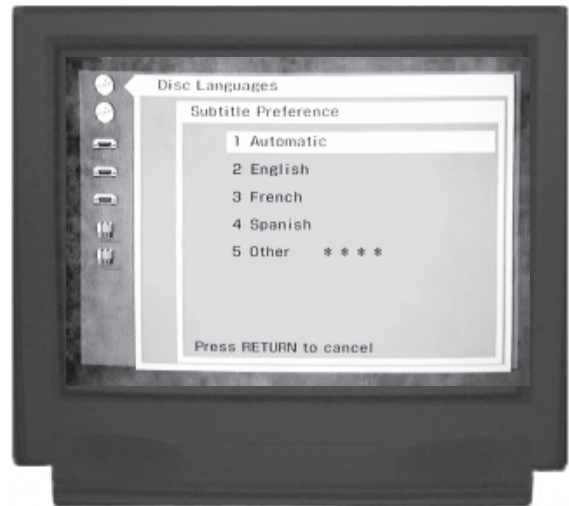 Disc Languages
Subtitle Preference
1 Automatic
2 English
3 French
4 Spanish
5 Other * * * *
Press RETURN to cancel